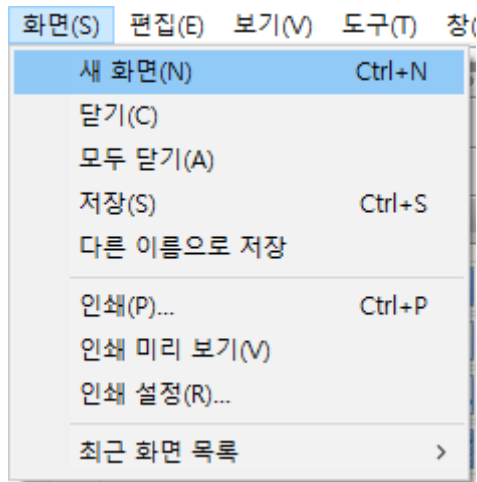 화면(S) 편집(E) 보기(V) 도구(T) 창(
새 화면(N) Ctrl+N
닫기(C)
모두 닫기(A)
저장(S) Ctrl+S
다른 이름으로 저장
인쇄(P)... Ctrl+P
인쇄 미리 보기(V)
인쇄 설정(R)...
최근 화면 목록 >